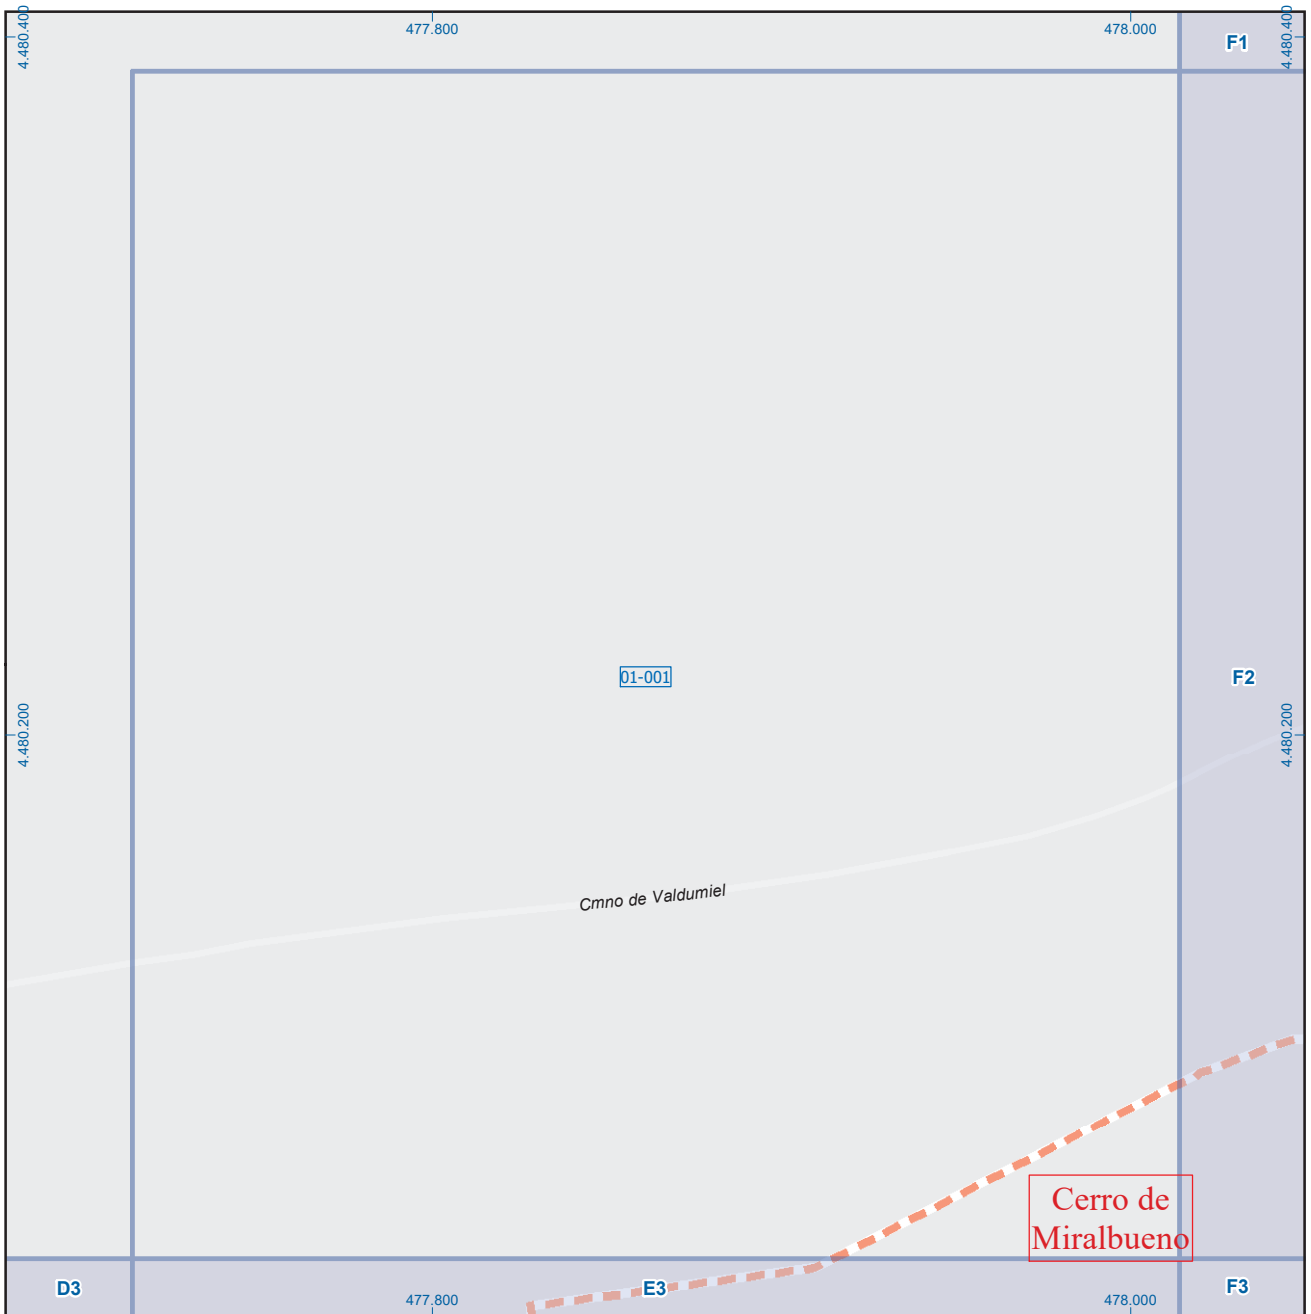 4.480.400
477.800
478.000
4.480.400
F1
01-001
F2
4.480.200
4.480.200
Cmno de Valdumiel
Cerro de
Miralbueno
D3
E3
F3
477.800
478.000